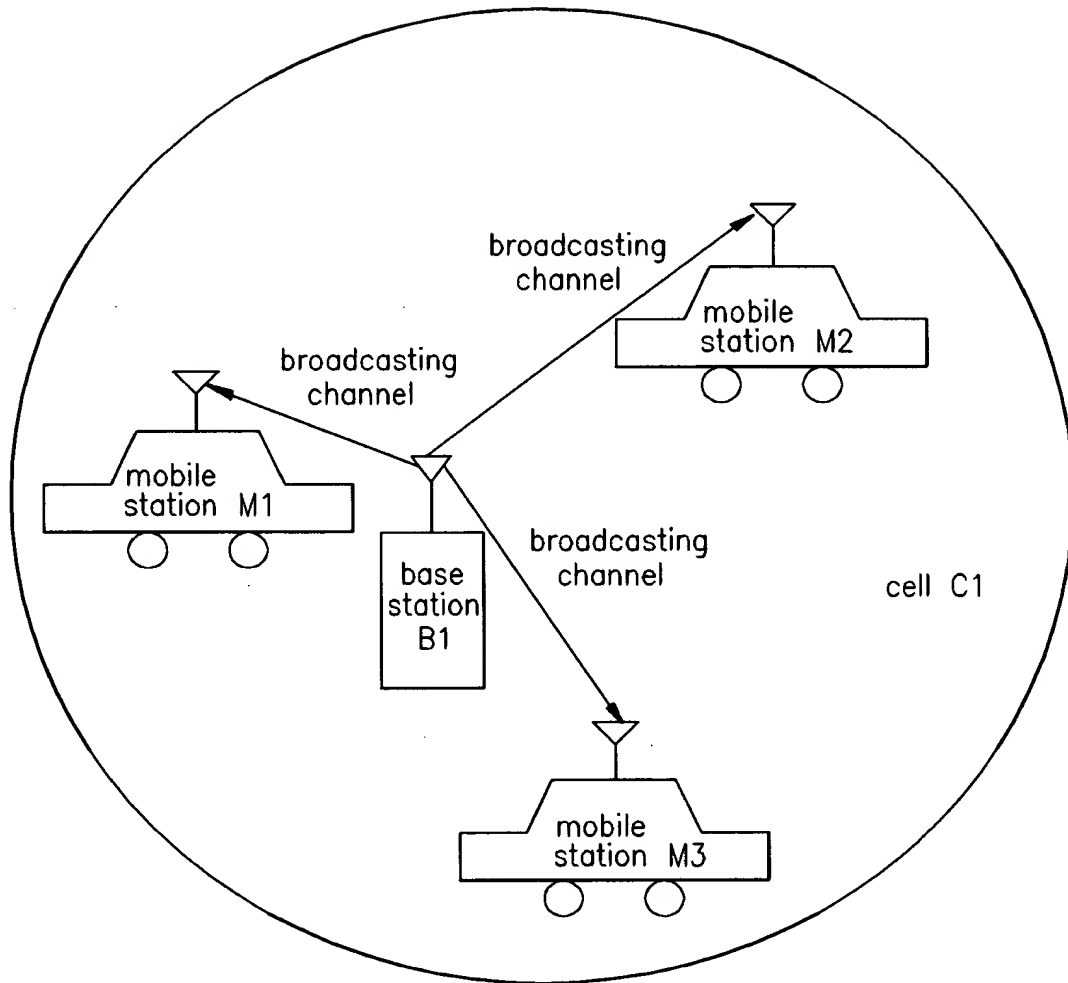 broadcasting
channel
mobile
station M2
broadcasting
channel
mobile
station M1
broadcasting
channel
base
station
B1
cell C1
mobile
station M3